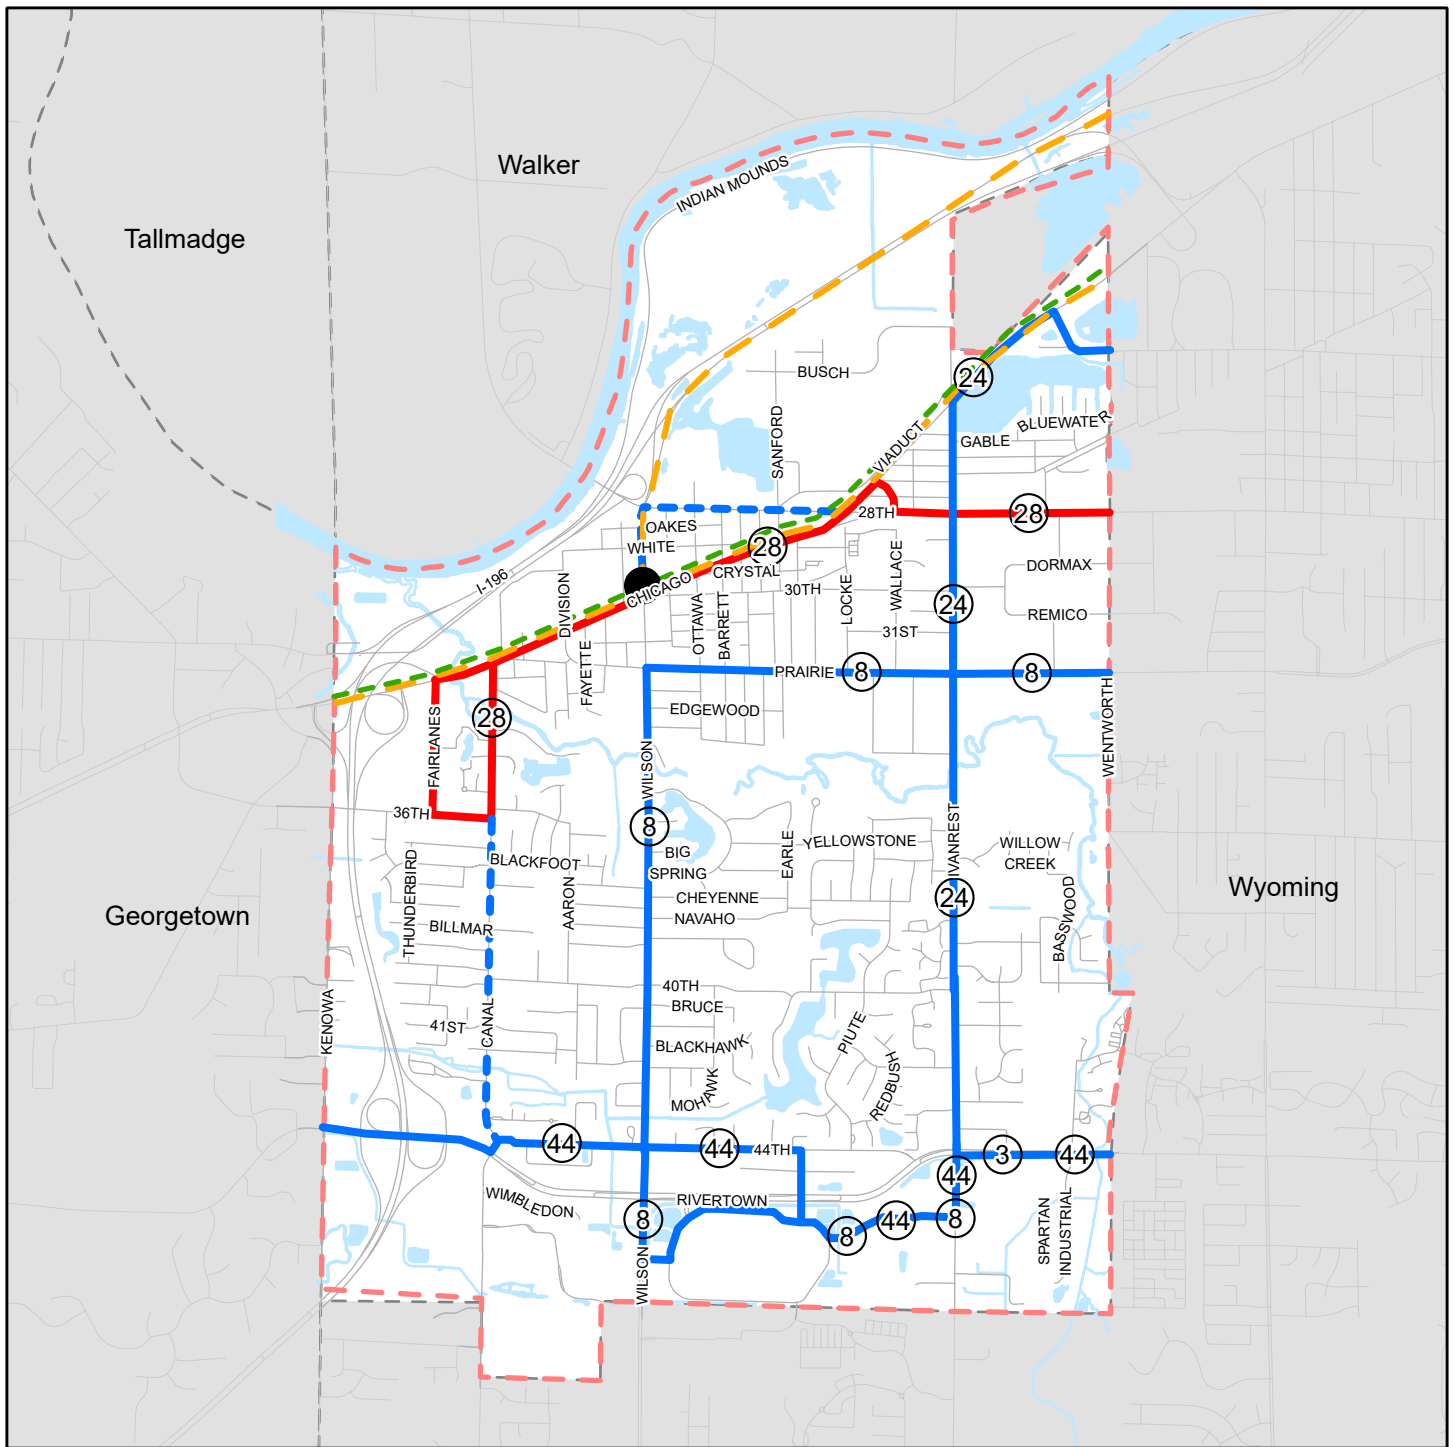 Walker
INDIAN MOUNDS
Tallmadge
BUSCH
24
SANFORD
BLUEWATER
GABLE
VIADUCT
28TH
28
OAKES
WHITE
28
I-196
CHICAGO
CRYSTAL
DORMAX
DIVISION
30TH
LOCKE
WALLACE
24
REMICO
OTTAWA
BARRETT
31ST
FAYETTE
PRAIRIE
8
8
EDGEWOOD
28
WENTWORTH
FAIRLANES
WILSON
36TH
8
EARLE
YELLOWSTONE
IVANREST
WILLOW
CREEK
BIG
SPRING
BLACKFOOT
THUNDERBIRD
AARON
CHEYENNE
24
Wyoming
Georgetown
NAVAHO
BASSWOOD
BILLMAR
40TH
BRUCE
KENOWA
CANAL
41ST
PIUTE
BLACKHAWK
REDBUSH
MOHAWK
44
44
44TH
3
44
44
WIMBLEDON
RIVERTOWN
8
8
44
8
SPARTAN
INDUSTRIAL
WILSON